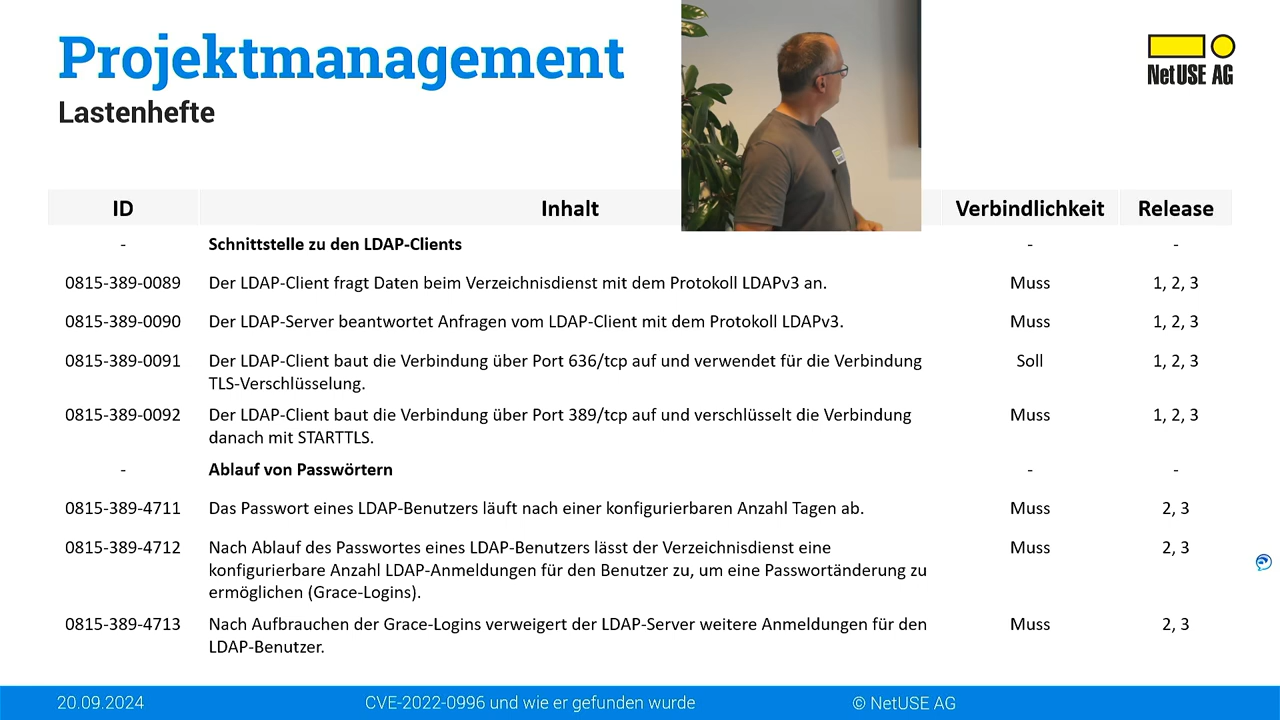 Projektmanagement
Lastenhefte
NetUSE AG
ID Inhalt Verbindlichkeit Release
- Schnittstelle zu den LDAP-Clients - -
0815-389-0089 Der LDAP-Client fragt Daten beim Verzeichnisdienst mit dem Protokoll LDAPv3 an. Muss 1, 2, 3
0815-389-0090 Der LDAP-Server beantwortet Anfragen vom LDAP-Client mit dem Protokoll LDAPv3. Muss 1, 2, 3
0815-389-0091 Der LDAP-Client baut die Verbindung über Port 636/tcp auf und verwendet für die Verbindung Soll 1, 2, 3
TLS-Verschlüsselung.
0815-389-0092 Der LDAP-Client baut die Verbindung über Port 389/tcp auf und verschlüsselt die Verbindung Muss 1, 2, 3
danach mit STARTTLS.
- Ablauf von Passwörtern - -
0815-389-4711 Das Passwort eines LDAP-Benutzers läuft nach einer konfigurierbaren Anzahl Tagen ab. Muss 2, 3
0815-389-4712 Nach Ablauf des Passwortes eines LDAP-Benutzers lässt der Verzeichnisdienst eine Muss 2, 3
konfigurierbare Anzahl LDAP-Anmeldungen für den Benutzer zu, um eine Passwortänderung zu
ermöglichen (Grace-Logins).
0815-389-4713 Nach Aufbrauchen der Grace-Logins verweigert der LDAP-Server weitere Anmeldungen für den Muss 2, 3
LDAP-Benutzer.
20.09.2024 CVE-2022-0996 und wie er gefunden wurde © NetUSE AG